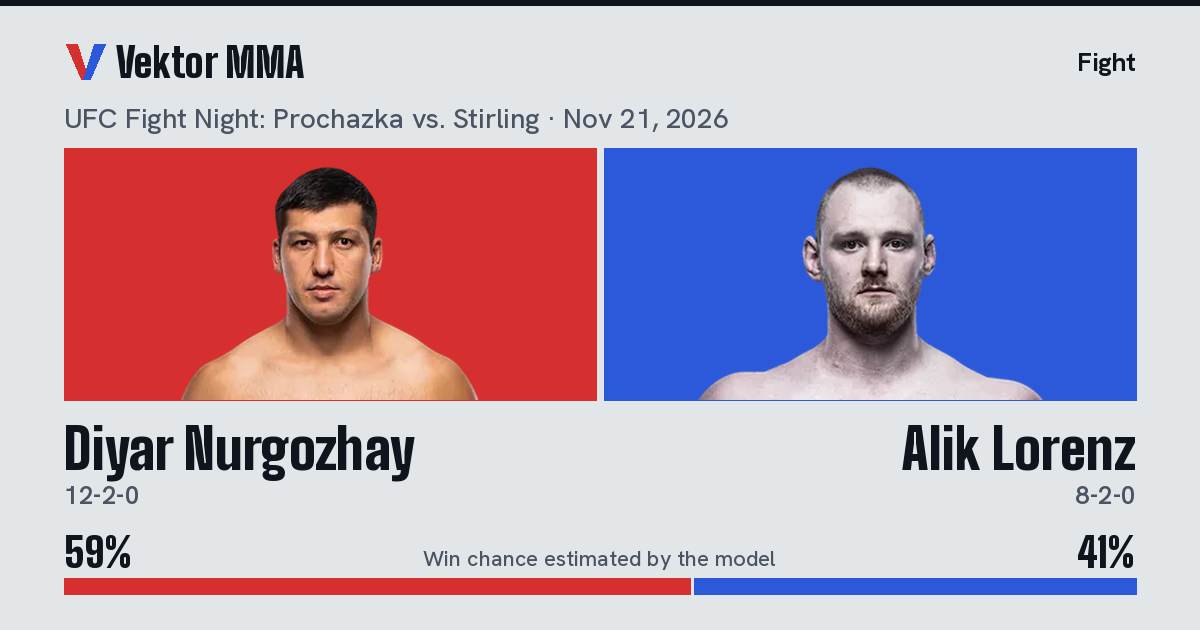 Vektor MMA
Fight
UFC Fight Night: Prochazka vs. Stirling · Nov 21, 2026
Diyar Nurgozhay
Alik Lorenz
12-2-0
8-2-0
59%
Win chance estimated by the model
41%